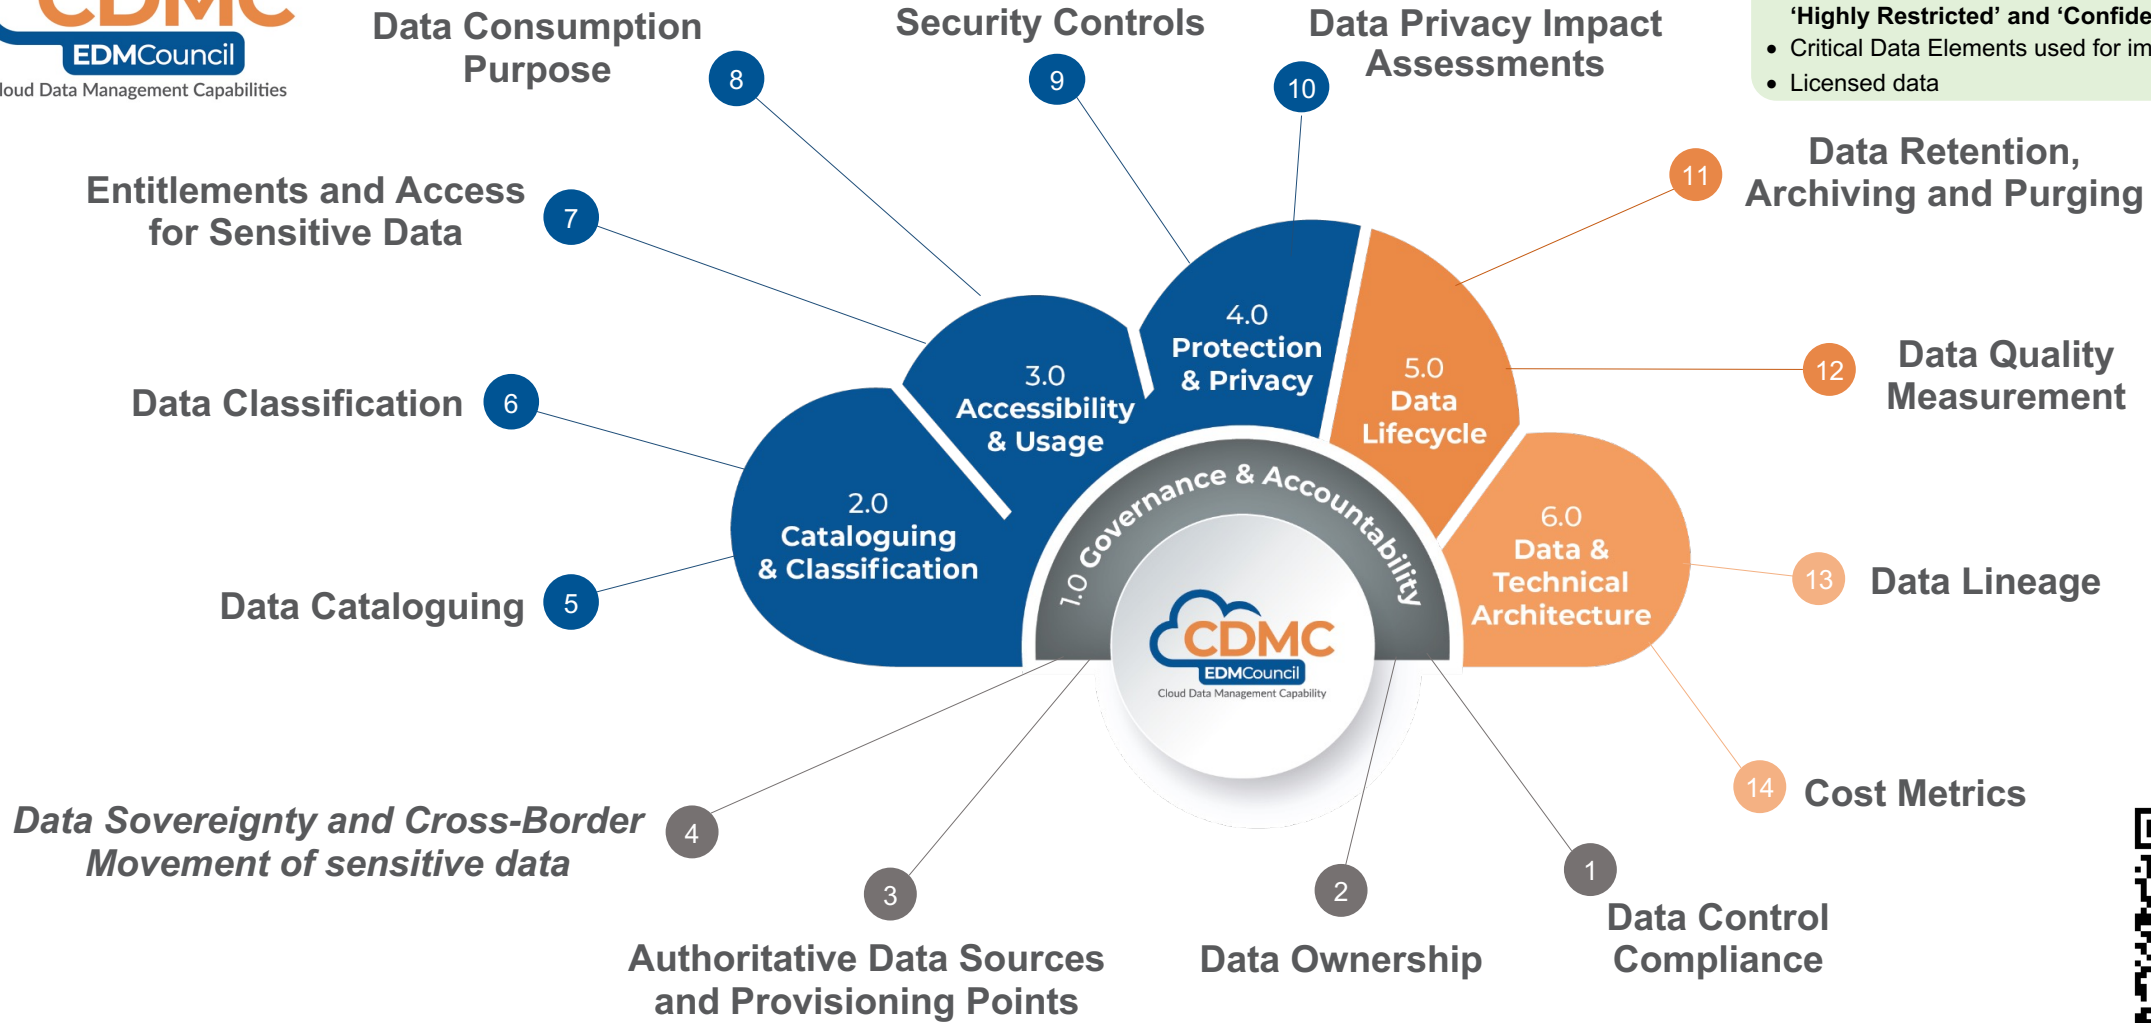 CDMC
EDMCouncil
Cloud Data Management Capabilities
Data Consumption
Purpose
8
Security Controls
9
Data Privacy Impact
Assessments
10
'Highly Restricted' and
• Critical Data Elements used for
• Licensed data
Entitlements and Access
for Sensitive Data
7
11
Data Retention,
Archiving and Purging
Data Classification
6
12
Data Quality
Measurement
Data Cataloguing
5
13
Data Lineage
2.0
Cataloguing
& Classification
3.0
Accessibility
& Usage
4.0
Protection
& Privacy
5.0
Data
Lifecycle
6.0
Data &
Technical
Architecture
1.0 Governance & Accountability
CDMC
EDMCouncil
Cloud Data Management Capability
14
Cost Metrics
Data Sovereignty and Cross-Border
Movement of sensitive data
4
3
Authoritative Data Sources
and Provisioning Points
2
Data Ownership
1
Data Control
Compliance